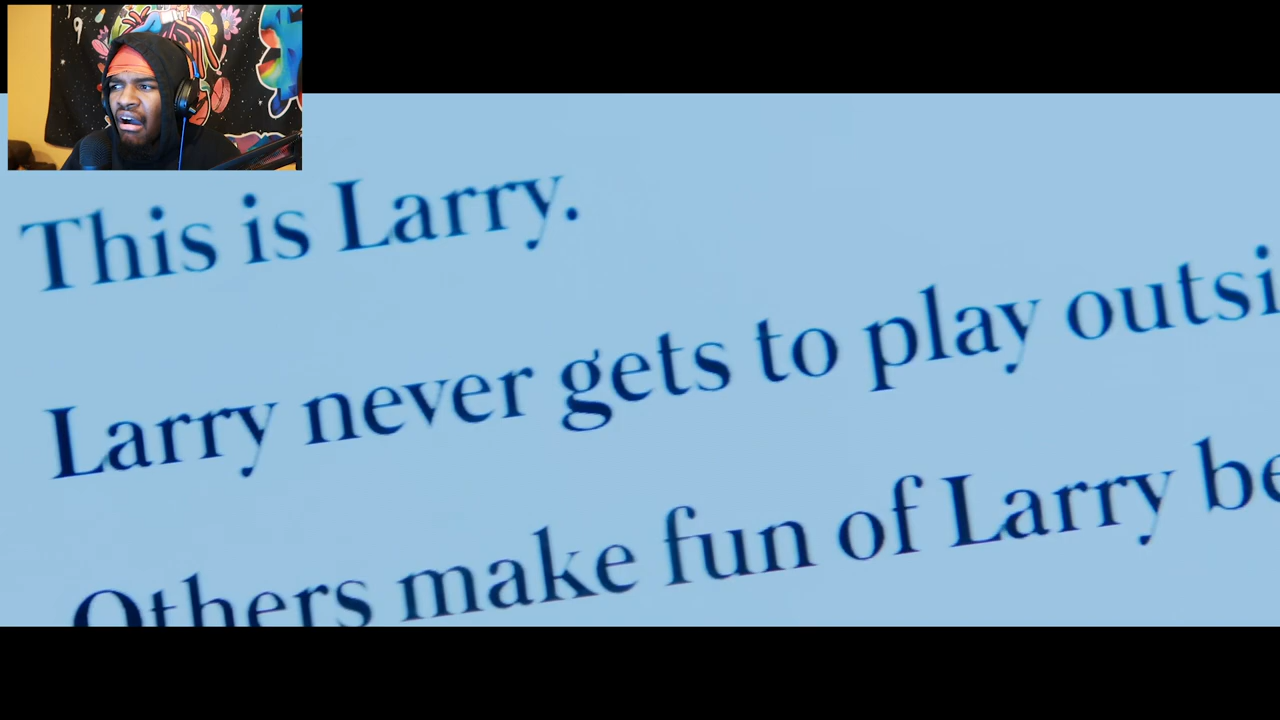 This is Larry.
Larry never gets to play outsi
Others make fun of Larry be